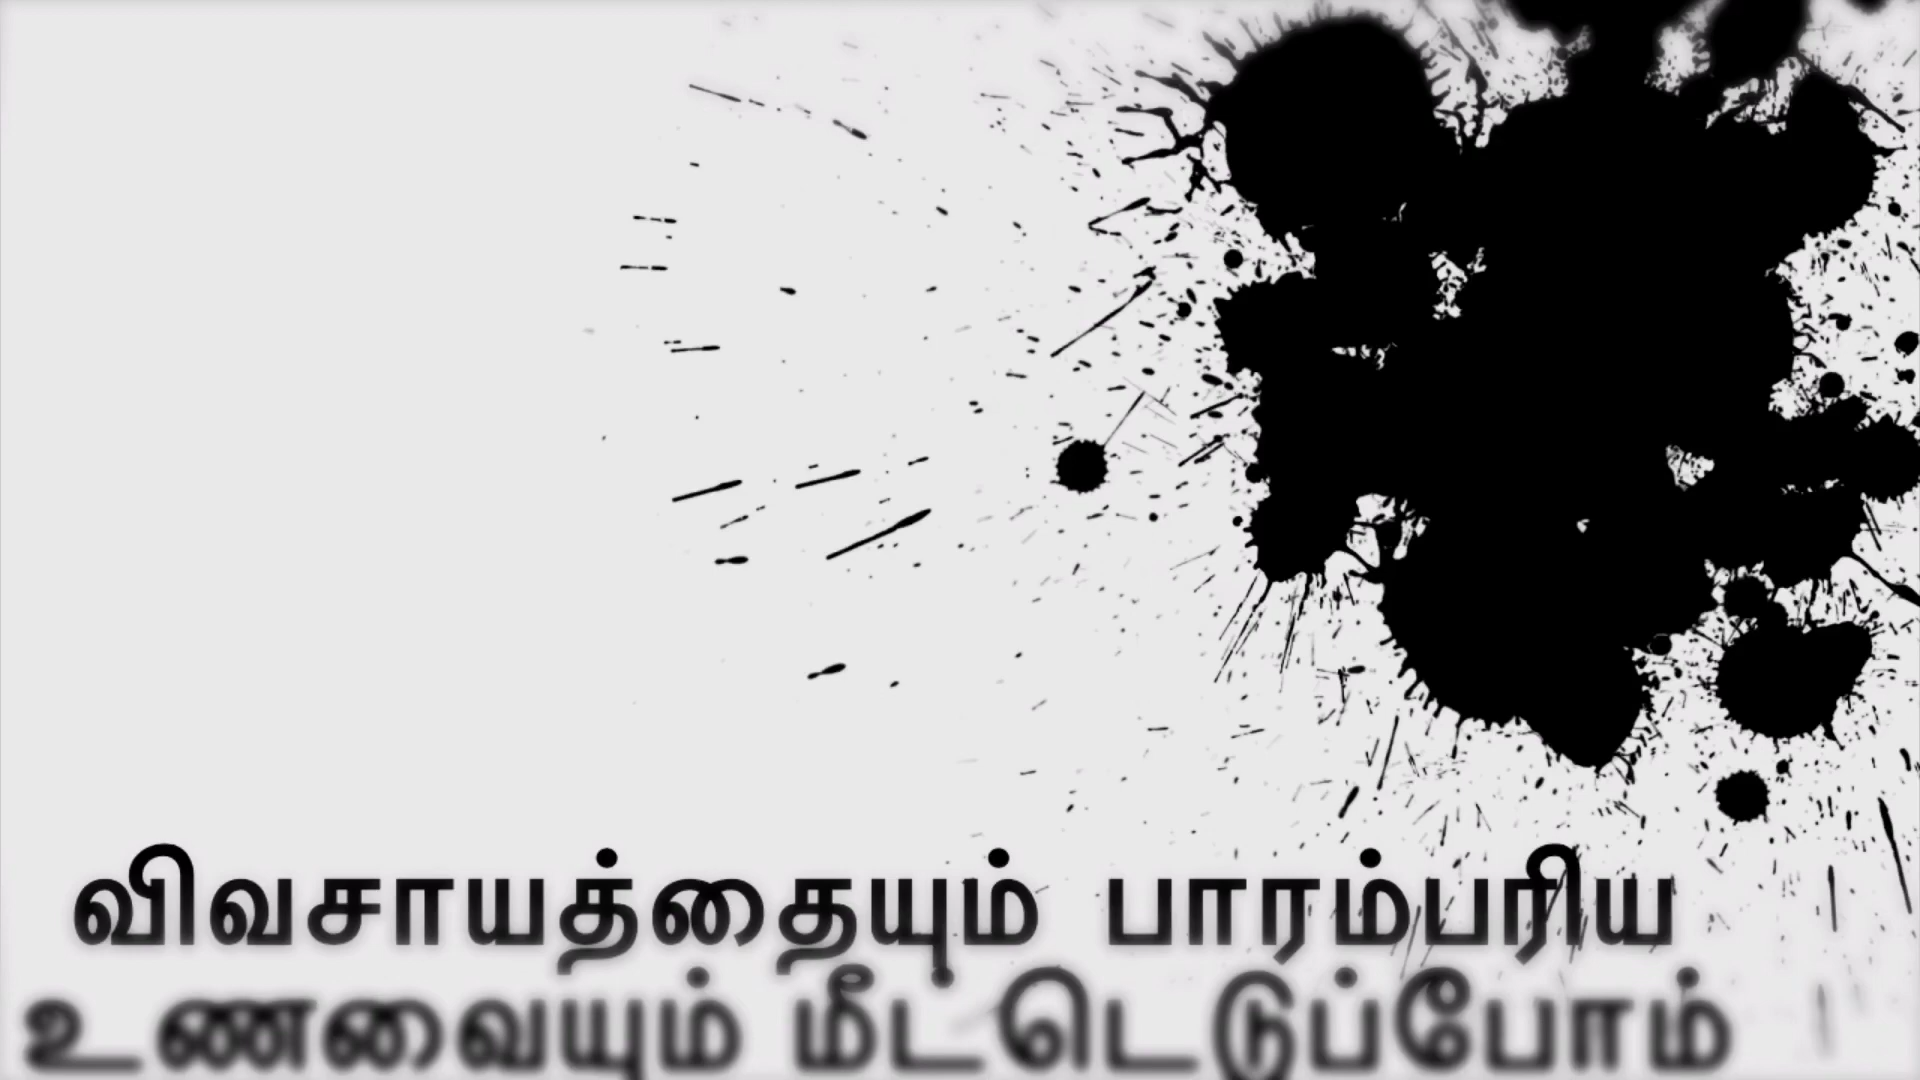 விவசாயத்தையும் பாரம்பரிய
உணவையும் மீட்டெடுப்போம்